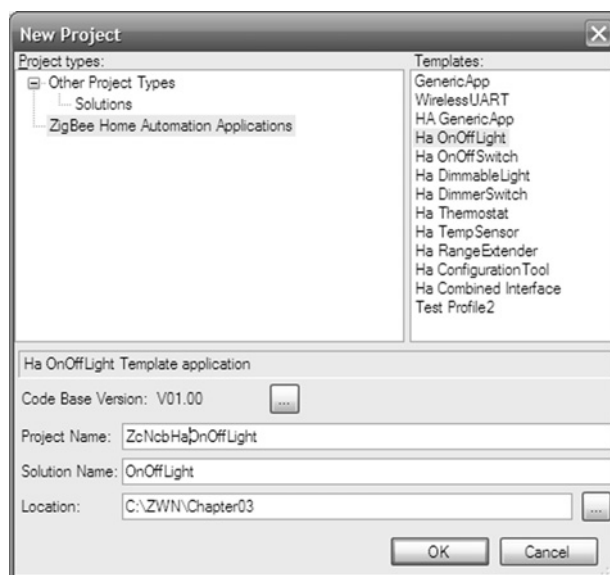 New Project
Project types:
Other Project Types
Solutions
ZigBee Home Automation Applications
Templates:
GenericApp
WirelessUART
HA GenericApp
Ha OnOffLight
Ha OnOffSwitch
Ha DimmableLight
Ha DimmerSwitch
Ha Thermostat
Ha TempSensor
Ha RangeExtender
Ha ConfigurationTool
Ha Combined Interface
Test Profile2
Ha OnOffLight Template application
Code Base Version: V01.00 ...
Project Name: ZcNcbHaOnOffLight
Solution Name: OnOffLight
Location: C:\ZWN\Chapter03 ...
OK Cancel